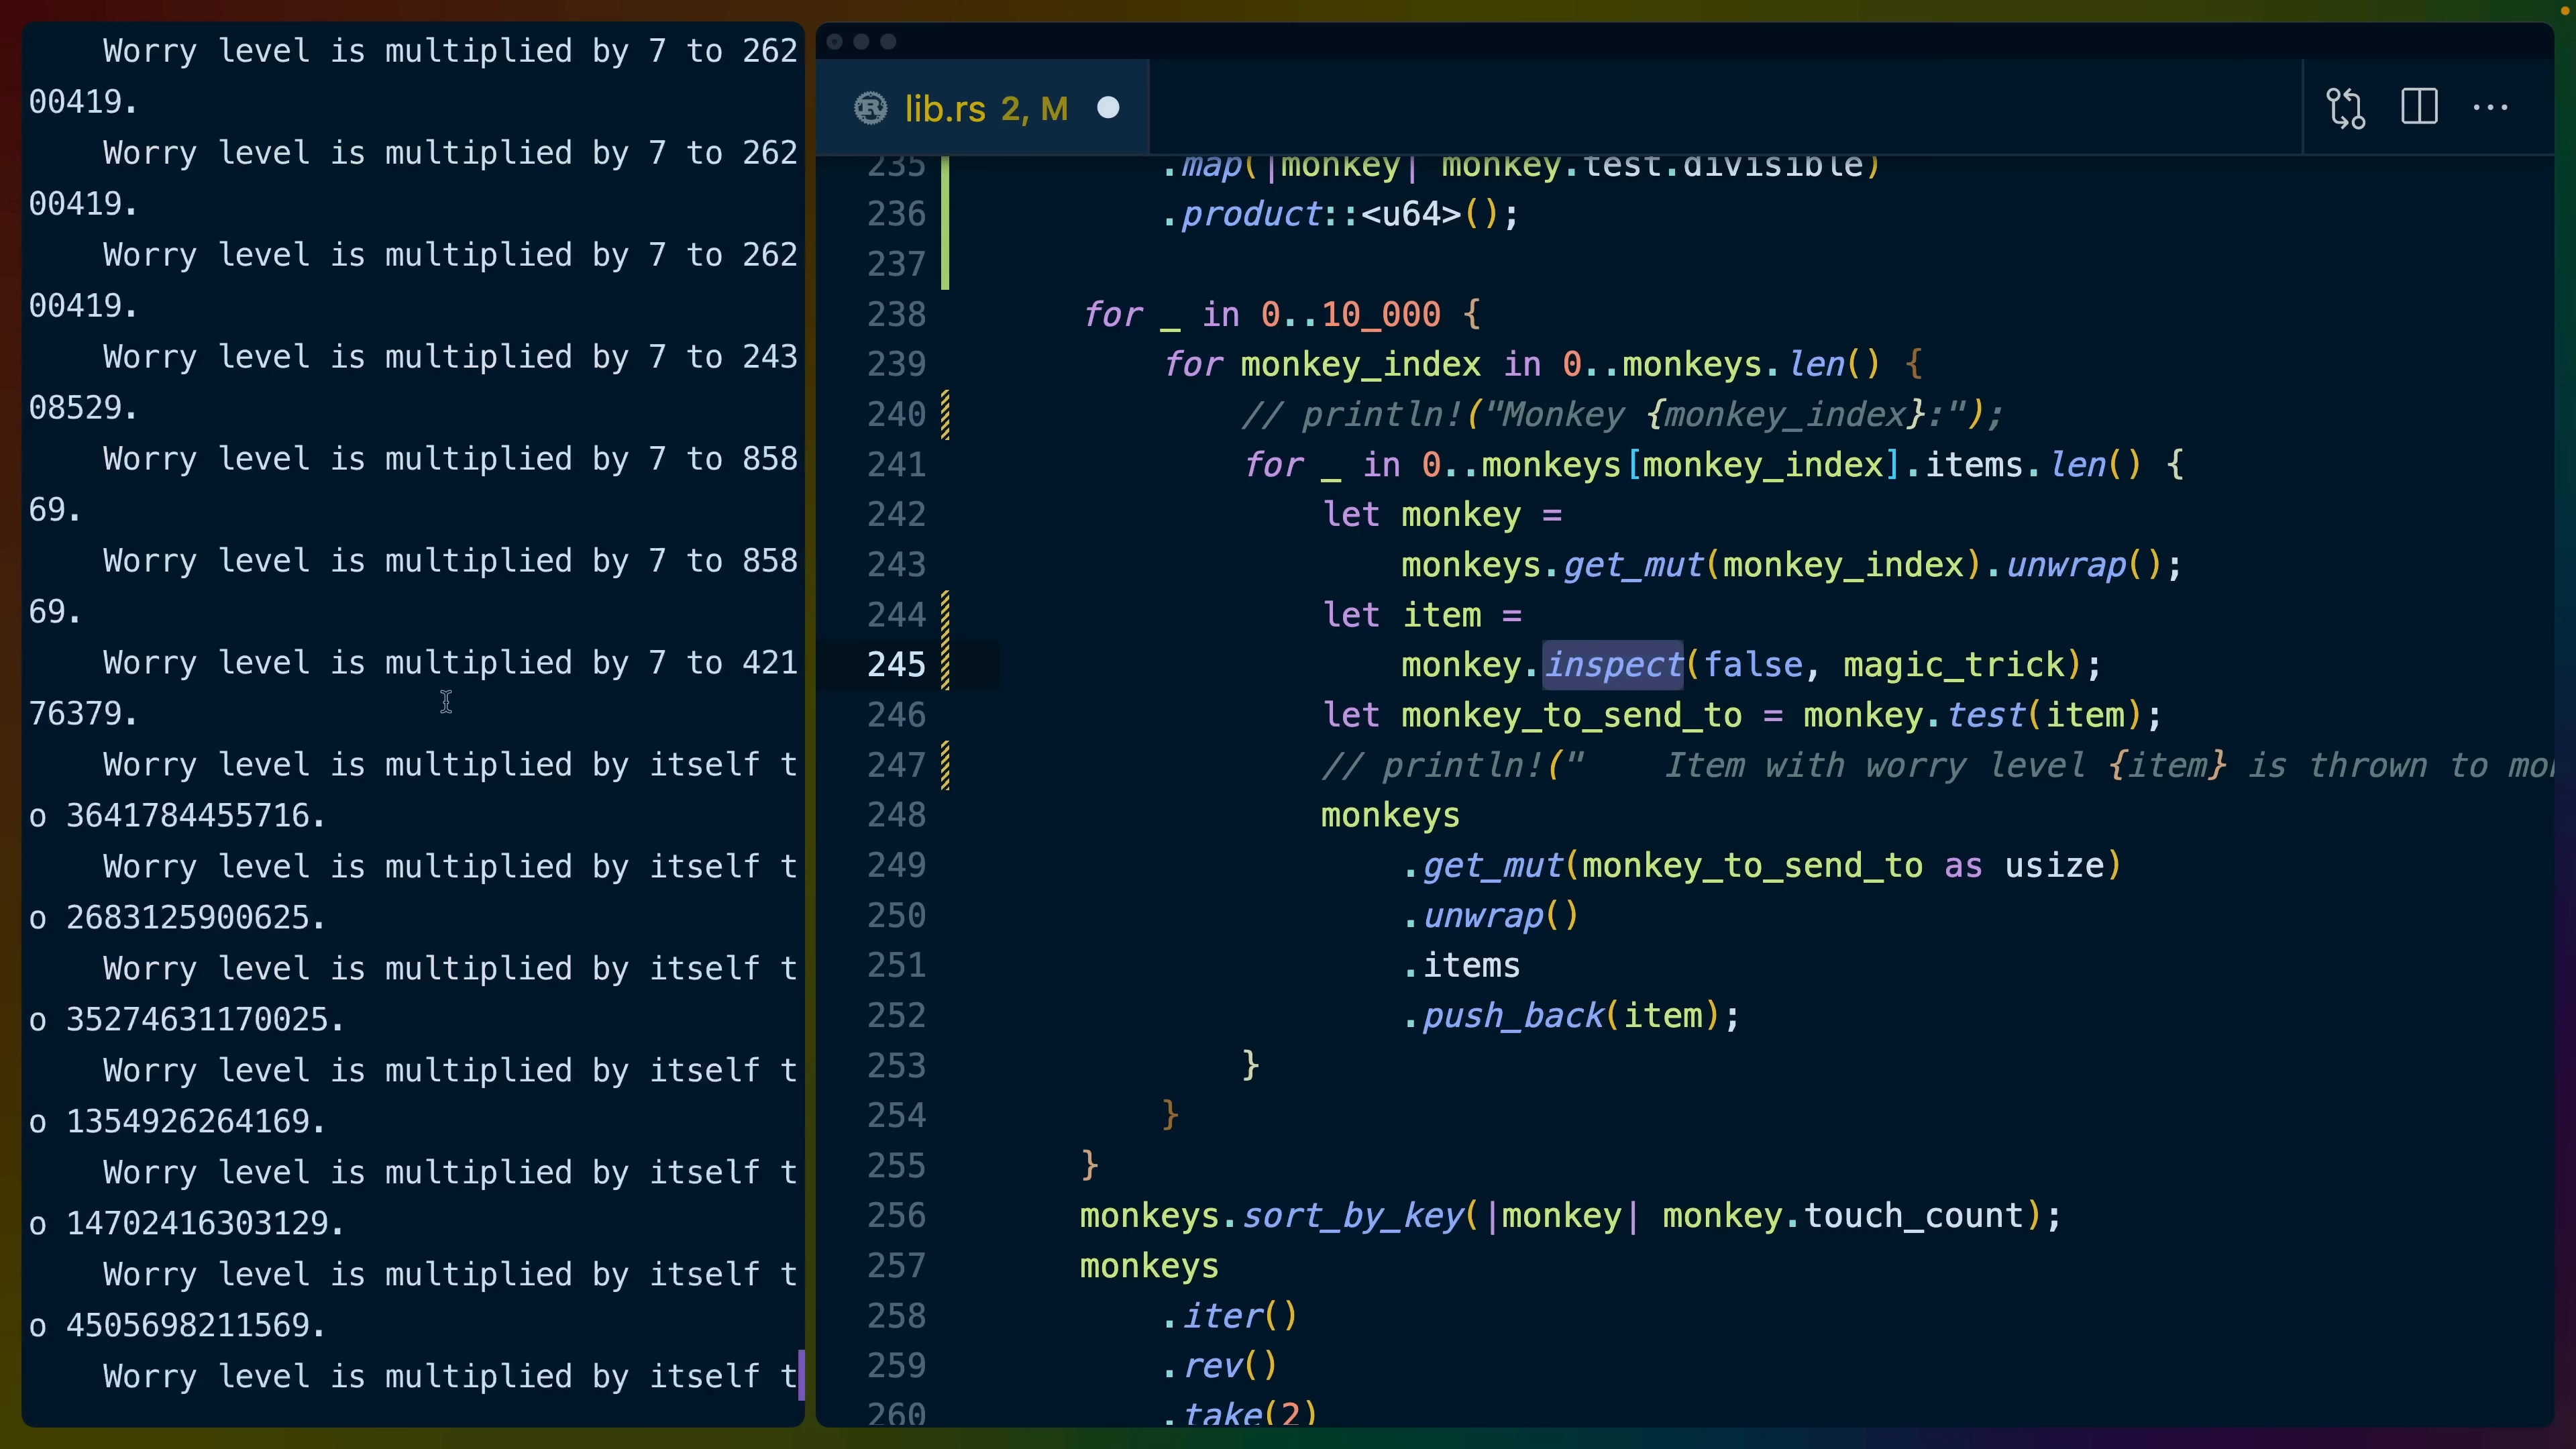 Worry level is multiplied by 7 to 262
00419.
Worry level is multiplied by 7 to 262
00419.
Worry level is multiplied by 7 to 262
00419.
Worry level is multiplied by 7 to 243
08529.
Worry level is multiplied by 7 to 858
69.
Worry level is multiplied by 7 to 858
69.
Worry level is multiplied by 7 to 421
76379.
Worry level is multiplied by itself t
o 3641784455716.
Worry level is multiplied by itself t
o 2683125900625.
Worry level is multiplied by itself t
o 35274631170025.
Worry level is multiplied by itself t
o 1354926264169.
Worry level is multiplied by itself t
o 14702416303129.
Worry level is multiplied by itself t
o 4505698211569.
Worry level is multiplied by itself t
lib.rs 2, M
235 .map(|monkey| monkey.test.divisible)
236 .product::<u64>();
237
238 for _ in 0..10_000 {
239 for monkey_index in 0..monkeys.len() {
240 // println!("Monkey {monkey_index}:");
241 for _ in 0..monkeys[monkey_index].items.len() {
242 let monkey =
243 monkeys.get_mut(monkey_index).unwrap();
244 let item =
245 monkey.inspect(false, magic_trick);
246 let monkey_to_send_to = monkey.test(item);
247 // println!("    Item with worry level {item} is thrown to mo
248 monkeys
249 .get_mut(monkey_to_send_to as usize)
250 .unwrap()
251 .items
252 .push_back(item);
253 }
254 }
255 }
256 monkeys.sort_by_key(|monkey| monkey.touch_count);
257 monkeys
258 .iter()
259 .rev()
260 .take(2)